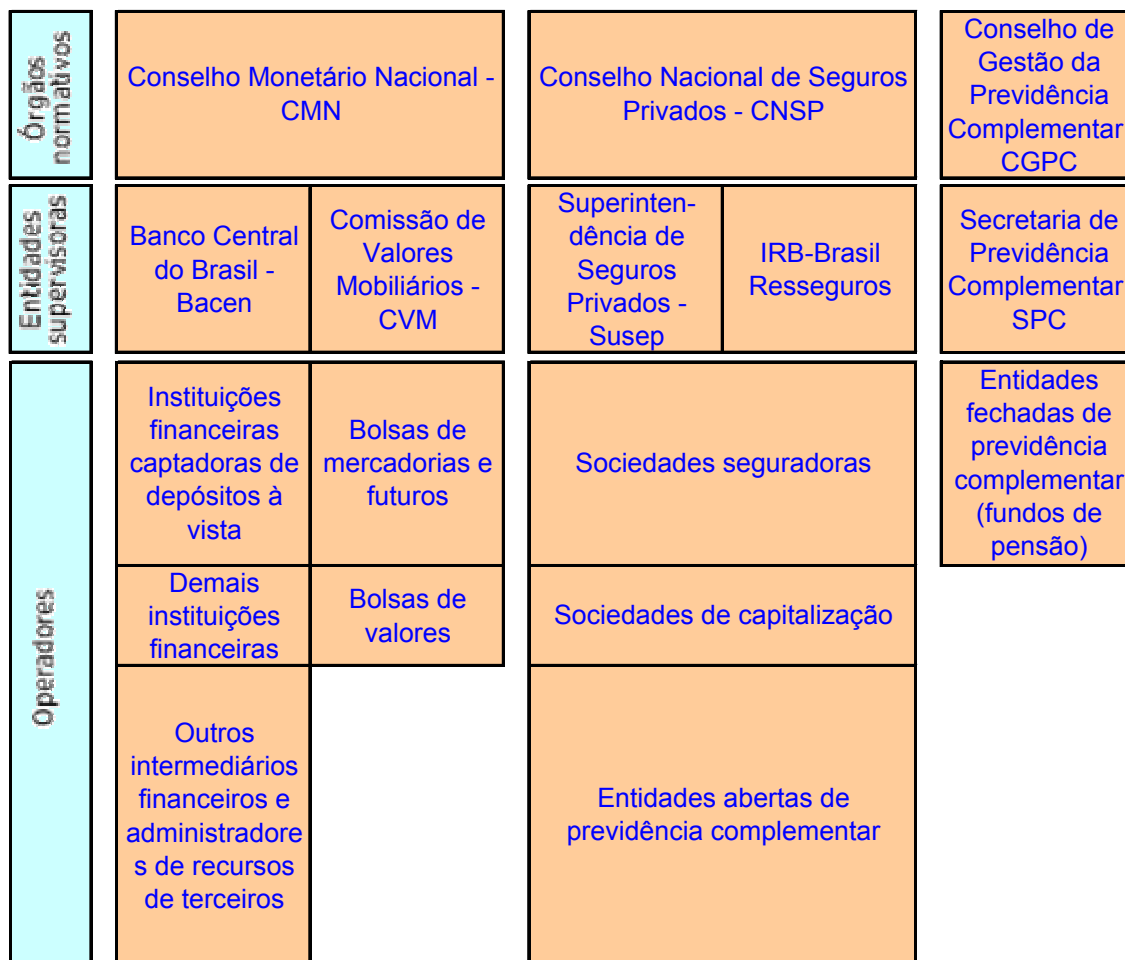 Órgãos
normativos
Conselho Monetário Nacional -
CMN
Conselho Nacional de Seguros
Privados - CNSP
Conselho de
Gestão da
Previdência
Complementar
CGPC
Entidades
supervisoras
Banco Central
do Brasil -
Bacen
Comissão de
Valores
Mobiliários -
CVM
Superinten-
dência de
Seguros
Privados -
Susep
IRB-Brasil
Resseguros
Secretaria de
Previdência
Complementar
SPC
Operadores
Instituições
financeiras
captadoras de
depósitos à
vista
Bolsas de
mercadorias e
futuros
Sociedades seguradoras
Entidades
fechadas de
previdência
complementar
(fundos de
pensão)
Demais
instituições
financeiras
Bolsas de
valores
Sociedades de capitalização
Outros
intermediários
financeiros e
administradore
s de recursos
de terceiros
Entidades abertas de
previdência complementar